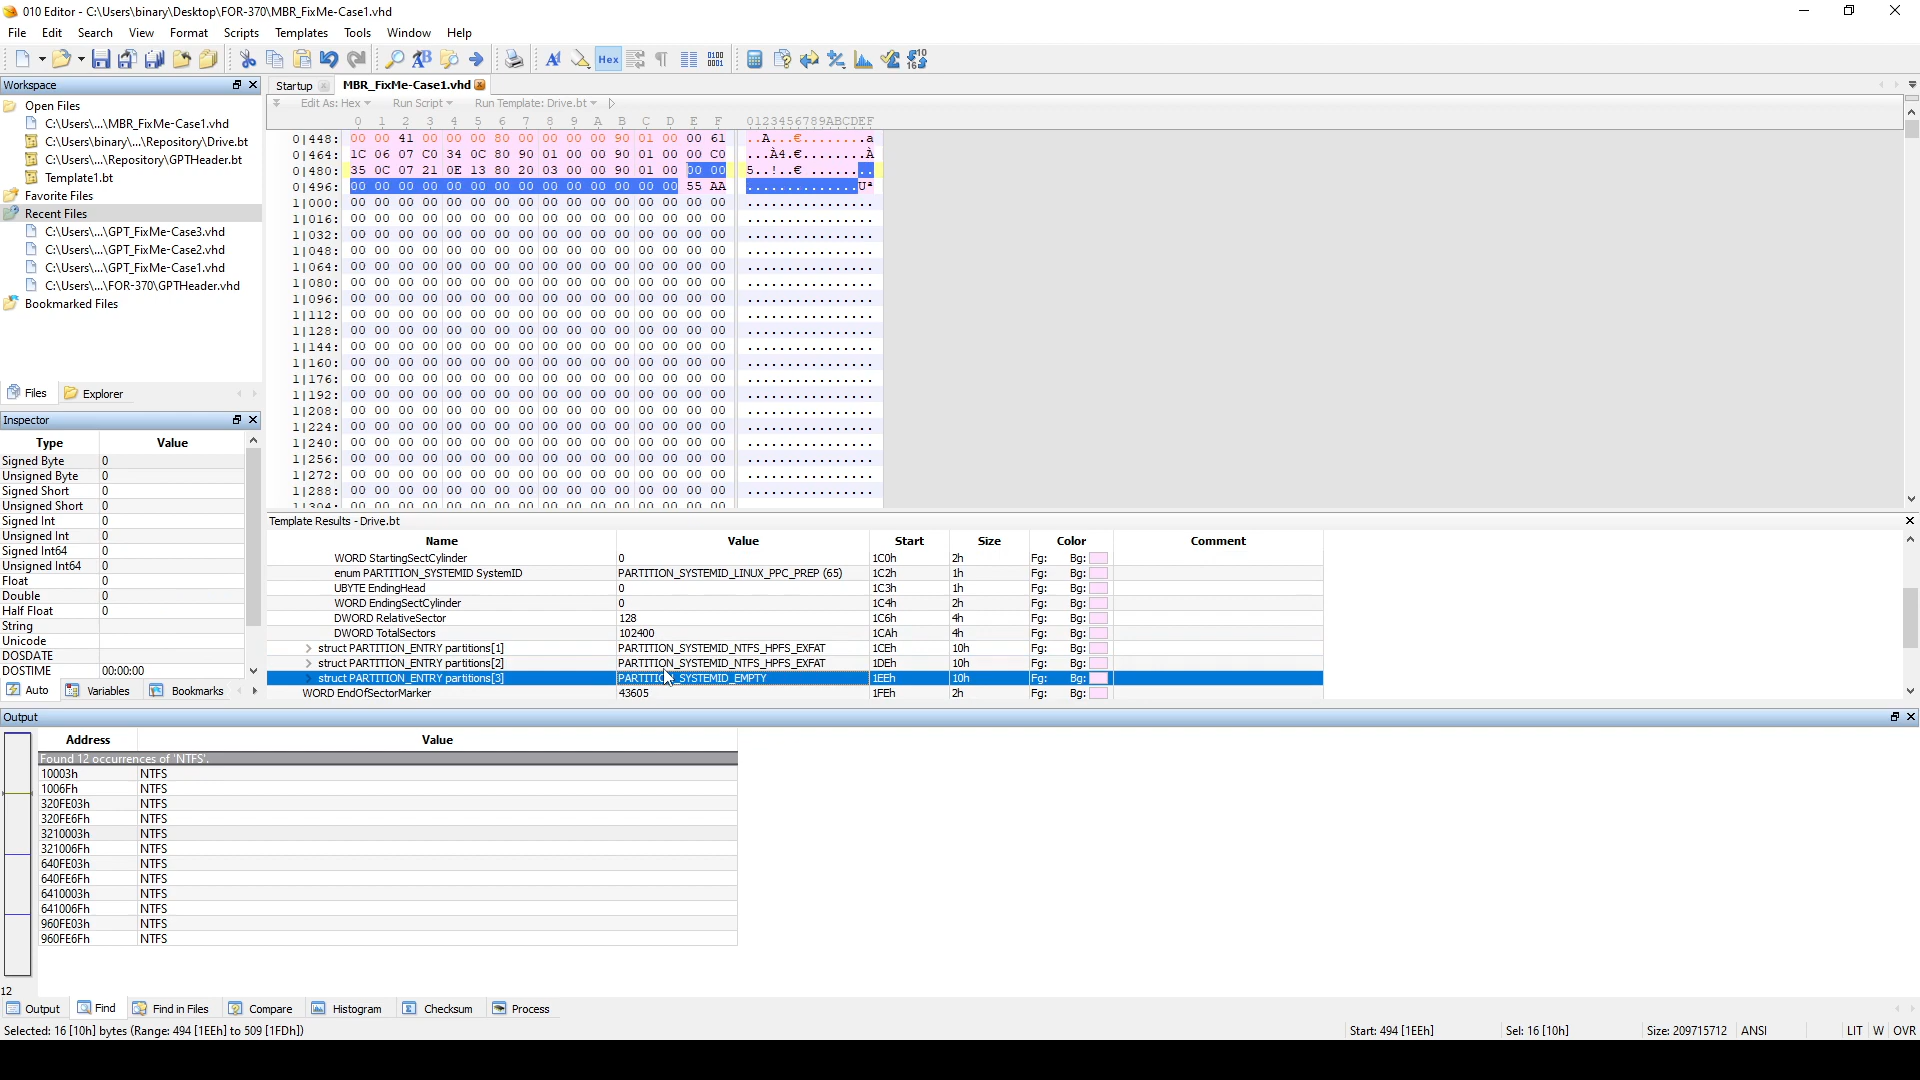 010 Editor - C:\Users\binary\Desktop\FOR-370\MBR_FixMe-Case1.vhd
File Edit Search View Format Scripts Templates Tools Window Help
Workspace
Startup MBR_FixMe-Case1.vhd
Open Files
C:\Users\...\MBR_FixMe-Case1.vhd
C:\Users\binary\...\Repository\Drive.bt
C:\Users\...\Repository\GPTHeader.bt
Template1.bt
Favorite Files
Recent Files
C:\Users\...\GPT_FixMe-Case3.vhd
C:\Users\...\GPT_FixMe-Case2.vhd
C:\Users\...\GPT_FixMe-Case1.vhd
C:\Users\...\FOR-370\GPTHeader.vhd
Bookmarked Files
Files Explorer
Edit As: Hex Run Script Run Template: Drive.bt
0 1 2 3 4 5 6 7 8 9 A B C D E F 0123456789ABCDEF
0|448: 00 00 41 00 00 00 80 00 00 00 00 90 01 00 00 61 ..A...€........a
0|464: 1C 06 07 C0 34 0C 80 90 01 00 00 90 01 00 00 C0 ...À4.€........À
0|480: 35 0C 07 21 0E 13 80 20 03 00 00 90 01 00 00 00 5..!..€ ........
0|496: 00 00 00 00 00 00 00 00 00 00 00 00 00 00 55 AA ..............Uª
1|000: 00 00 00 00 00 00 00 00 00 00 00 00 00 00 00 00 ................
1|016: 00 00 00 00 00 00 00 00 00 00 00 00 00 00 00 00 ................
1|032: 00 00 00 00 00 00 00 00 00 00 00 00 00 00 00 00 ................
1|048: 00 00 00 00 00 00 00 00 00 00 00 00 00 00 00 00 ................
1|064: 00 00 00 00 00 00 00 00 00 00 00 00 00 00 00 00 ................
1|080: 00 00 00 00 00 00 00 00 00 00 00 00 00 00 00 00 ................
1|096: 00 00 00 00 00 00 00 00 00 00 00 00 00 00 00 00 ................
1|112: 00 00 00 00 00 00 00 00 00 00 00 00 00 00 00 00 ................
1|128: 00 00 00 00 00 00 00 00 00 00 00 00 00 00 00 00 ................
1|144: 00 00 00 00 00 00 00 00 00 00 00 00 00 00 00 00 ................
1|160: 00 00 00 00 00 00 00 00 00 00 00 00 00 00 00 00 ................
1|176: 00 00 00 00 00 00 00 00 00 00 00 00 00 00 00 00 ................
1|192: 00 00 00 00 00 00 00 00 00 00 00 00 00 00 00 00 ................
1|208: 00 00 00 00 00 00 00 00 00 00 00 00 00 00 00 00 ................
1|224: 00 00 00 00 00 00 00 00 00 00 00 00 00 00 00 00 ................
1|240: 00 00 00 00 00 00 00 00 00 00 00 00 00 00 00 00 ................
1|256: 00 00 00 00 00 00 00 00 00 00 00 00 00 00 00 00 ................
1|272: 00 00 00 00 00 00 00 00 00 00 00 00 00 00 00 00 ................
1|288: 00 00 00 00 00 00 00 00 00 00 00 00 00 00 00 00 ................
1|304: 00 00 00 00 00 00 00 00 00 00 00 00 00 00 00 00
Inspector
Type Value
Signed Byte 0
Unsigned Byte 0
Signed Short 0
Unsigned Short 0
Signed Int 0
Unsigned Int 0
Signed Int64 0
Unsigned Int64 0
Float 0
Double 0
Half Float 0
String
Unicode
DOSDATE
DOSTIME 00:00:00
Auto Variables Bookmarks
Template Results - Drive.bt
Name Value Start Size Color Comment
WORD StartingSectCylinder 0 1C0h 2h Fg: Bg:
enum PARTITION_SYSTEMID SystemID PARTITION_SYSTEMID_LINUX_PPC_PREP (65) 1C2h 1h Fg: Bg:
UBYTE EndingHead 0 1C3h 1h Fg: Bg:
WORD EndingSectCylinder 0 1C4h 2h Fg: Bg:
DWORD RelativeSector 128 1C6h 4h Fg: Bg:
DWORD TotalSectors 102400 1CAh 4h Fg: Bg:
struct PARTITION_ENTRY partitions[1] PARTITION_SYSTEMID_NTFS_HPFS_EXFAT 1CEh 10h Fg: Bg:
struct PARTITION_ENTRY partitions[2] PARTITION_SYSTEMID_NTFS_HPFS_EXFAT 1DEh 10h Fg: Bg:
struct PARTITION_ENTRY partitions[3] PARTITION_SYSTEMID_EMPTY 1EEh 10h Fg: Bg:
WORD EndOfSectorMarker 43605 1FEh 2h Fg: Bg:
Output
Address Value
Found 12 occurrences of 'NTFS'.
10003h NTFS
1006Fh NTFS
320FE03h NTFS
320FE6Fh NTFS
3210003h NTFS
321006Fh NTFS
640FE03h NTFS
640FE6Fh NTFS
6410003h NTFS
641006Fh NTFS
960FE03h NTFS
960FE6Fh NTFS
12
Output Find Find in Files Compare Histogram Checksum Process
Selected: 16 [10h] bytes (Range: 494 [1EEh] to 509 [1FDh]) Start: 494 [1EEh] Sel: 16 [10h] Size: 209715712 ANSI LIT W OVR